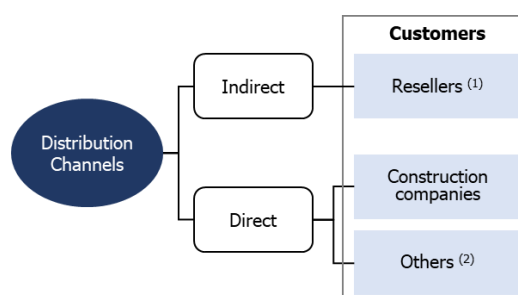 Customers
Indirect
Resellers (1)
Distribution
Channels
Construction
companies
Direct
Others (2)